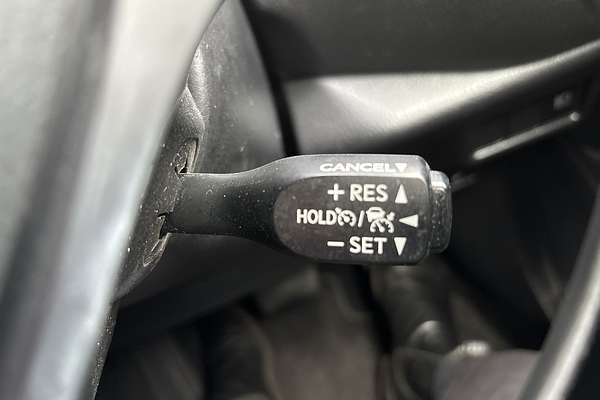 CANCEL▼
+ RES ▲
HOLD / ◀
− SET ▼